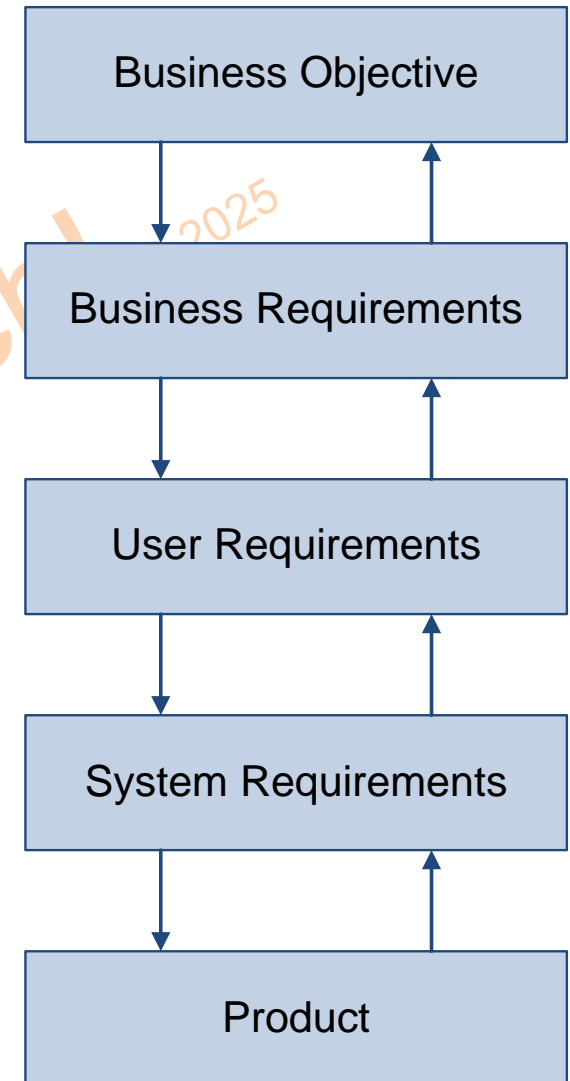 Business Objective
2025
Business Requirements
User Requirements
System Requirements
Product